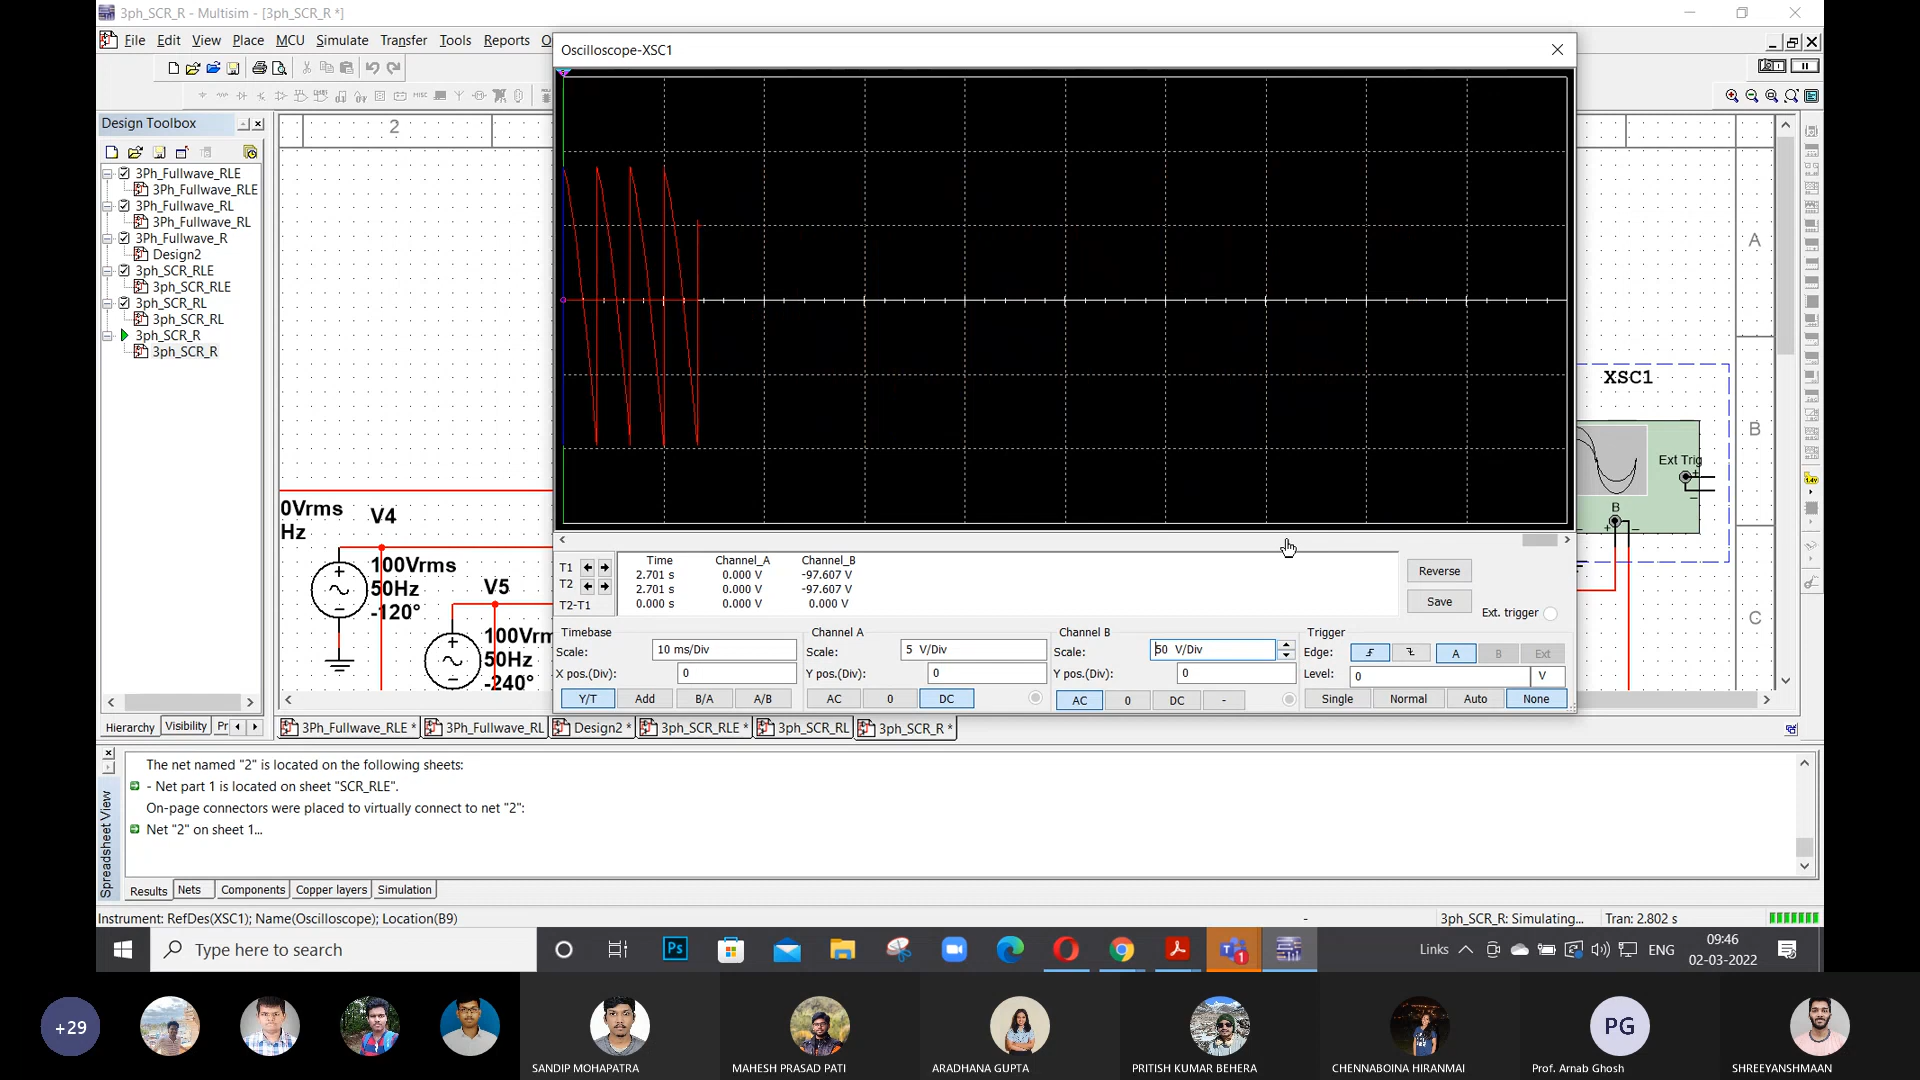 3ph_SCR_R - Multisim - [3ph_SCR_R *]
File Edit View Place MCU Simulate Transfer Tools Reports O
Oscilloscope-XSC1
Design Toolbox
3Ph_Fullwave_RLE
3Ph_Fullwave_RLE
3Ph_Fullwave_RL
3Ph_Fullwave_RL
3Ph_Fullwave_R
Design2
3ph_SCR_RLE
3ph_SCR_RLE
3ph_SCR_RL
3ph_SCR_RL
3ph_SCR_R
3ph_SCR_R
Hierarchy Visibility Pr
2
A
B
C
0Vrms
Hz
V4
100Vrms
50Hz
-120°
V5
100Vrm
50Hz
-240°
XSC1
Ext Trig
B
T1
T2
T2-T1
Time Channel_A Channel_B
2.701 s 0.000 V -97.607 V
2.701 s 0.000 V -97.607 V
0.000 s 0.000 V 0.000 V
Reverse
Save
Ext. trigger
Timebase
Scale: 10 ms/Div
X pos.(Div): 0
Y/T Add B/A A/B
Channel A
Scale: 5 V/Div
Y pos.(Div): 0
AC 0 DC
Channel B
Scale: 50 V/Div
Y pos.(Div): 0
AC 0 DC -
Trigger
Edge: A B Ext
Level: 0 V
Single Normal Auto None
3Ph_Fullwave_RLE * 3Ph_Fullwave_RL Design2 * 3ph_SCR_RLE * 3ph_SCR_RL 3ph_SCR_R *
Spreadsheet View
The net named "2" is located on the following sheets:
- Net part 1 is located on sheet "SCR_RLE".
On-page connectors were placed to virtually connect to net "2":
Net "2" on sheet 1...
Results Nets Components Copper layers Simulation
Instrument: RefDes(XSC1); Name(Oscilloscope); Location(B9) - 3ph_SCR_R: Simulating... Tran: 2.802 s
Type here to search
Ps
1
Links
ENG
09:46
02-03-2022
+29
SANDIP MOHAPATRA
MAHESH PRASAD PATI
ARADHANA GUPTA
PRITISH KUMAR BEHERA
CHENNABOINA HIRANMAI
PG
Prof. Arnab Ghosh
SHREEYANSHMAAN